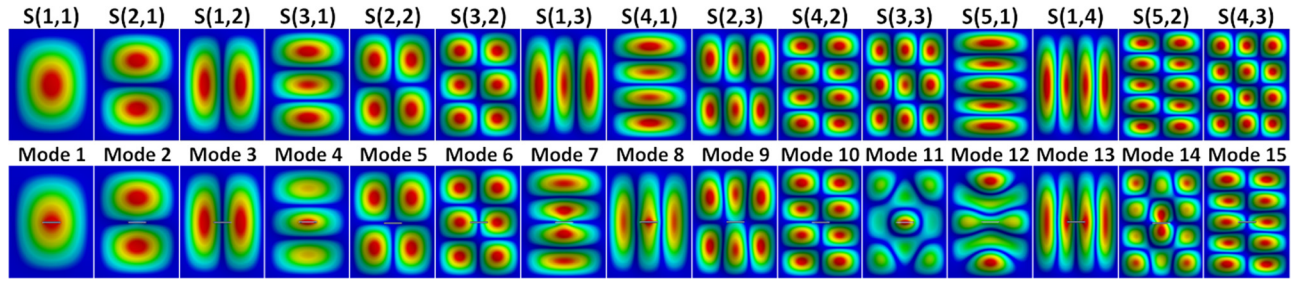 S(1,1) S(2,1) S(1,2) S(3,1) S(2,2) S(3,2) S(1,3) S(4,1) S(2,3) S(4,2) S(3,3) S(5,1) S(1,4) S(5,2) S(4,3)
Mode 1 Mode 2 Mode 3 Mode 4 Mode 5 Mode 6 Mode 7 Mode 8 Mode 9 Mode 10 Mode 11 Mode 12 Mode 13 Mode 14 Mode 15